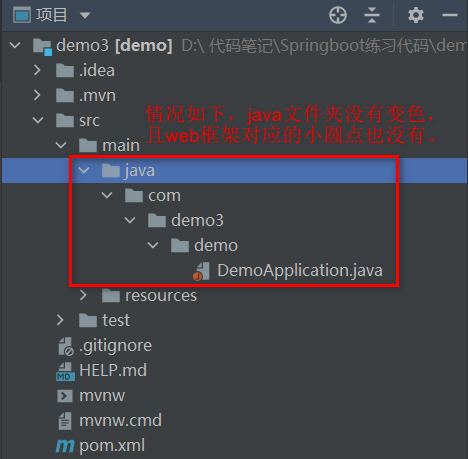 项目
demo3 [demo] D:\ 代码笔记\Springboot练习代码\dem
.idea
.mvn
src
情况如下，java文件夹没有变色，
且web框架对应的小圆点也没有。
main
java
com
demo3
demo
DemoApplication.java
resources
test
.gitignore
HELP.md
mvnw
mvnw.cmd
pom.xml